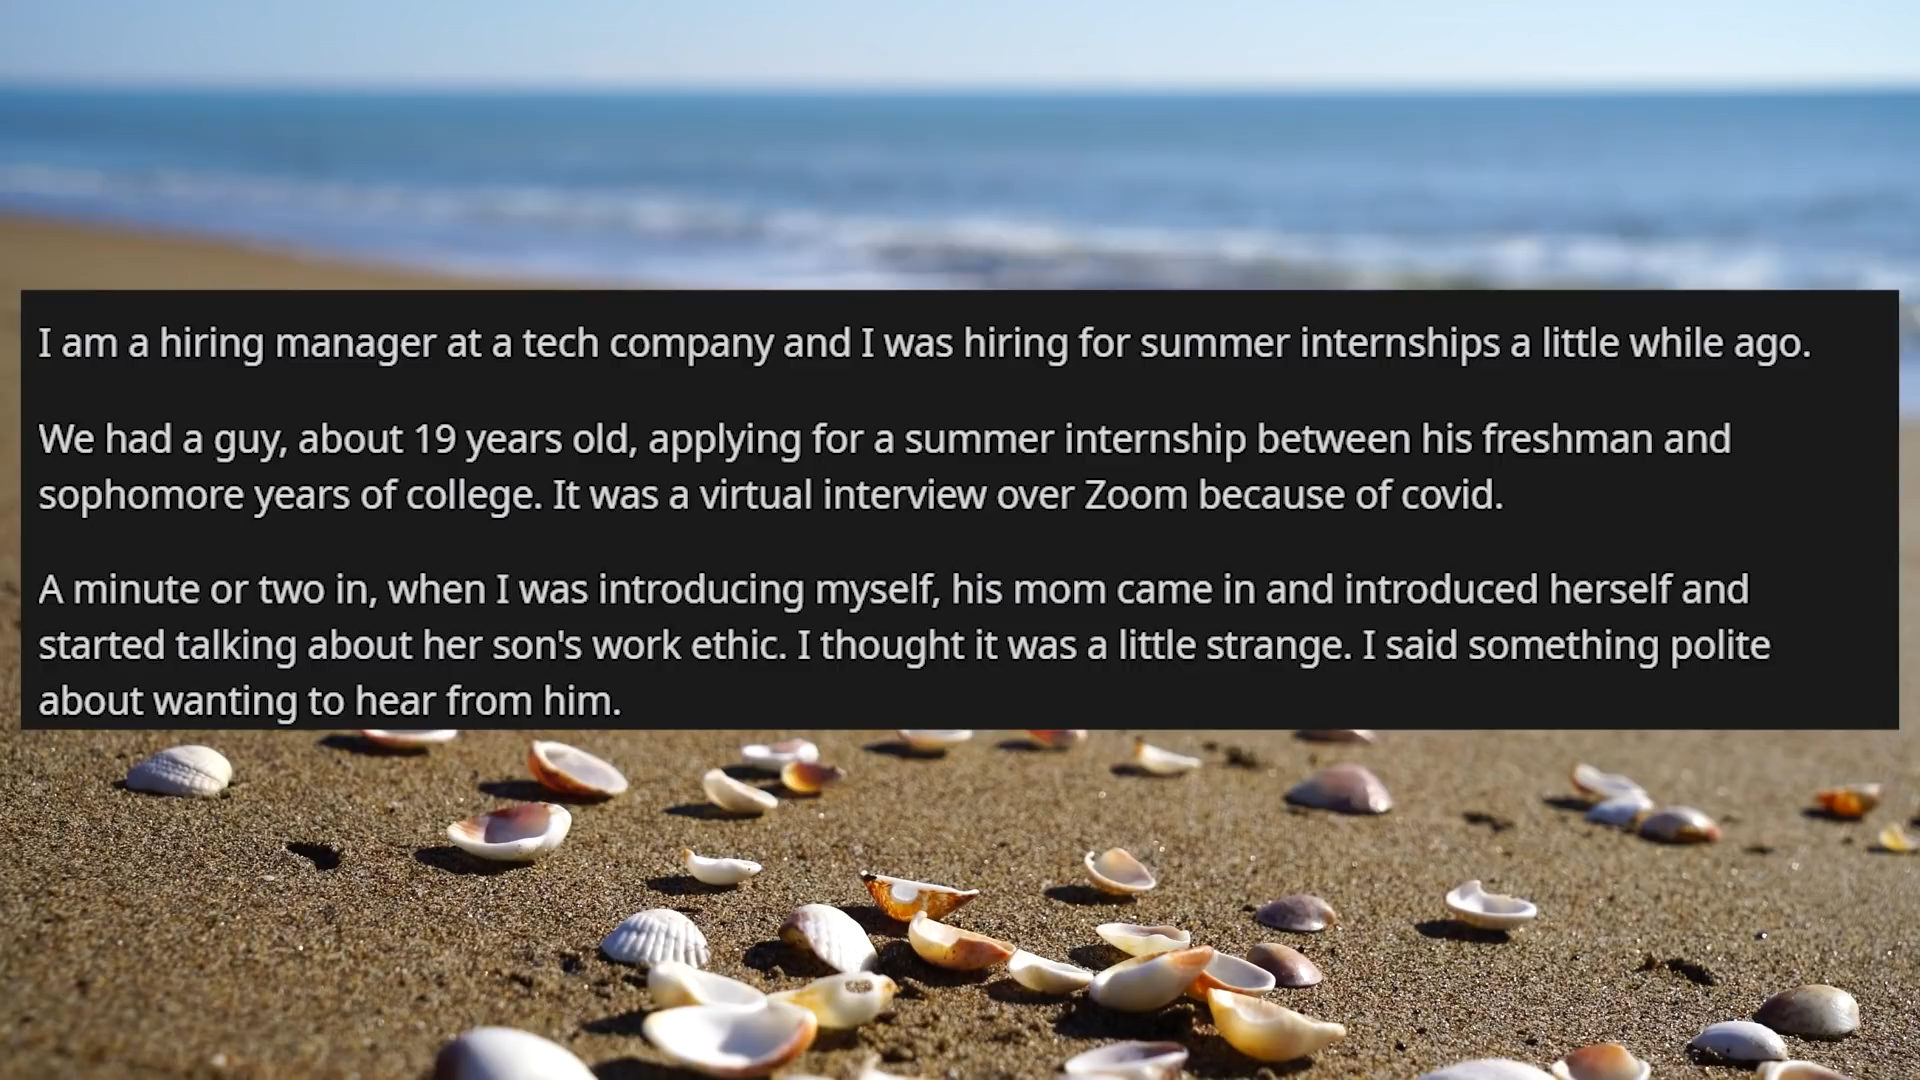 I am a hiring manager at a tech company and I was hiring for summer internships a little while ago.
We had a guy, about 19 years old, applying for a summer internship between his freshman and
sophomore years of college. It was a virtual interview over Zoom because of covid.
A minute or two in, when I was introducing myself, his mom came in and introduced herself and
started talking about her son's work ethic. I thought it was a little strange. I said something polite
about wanting to hear from him.